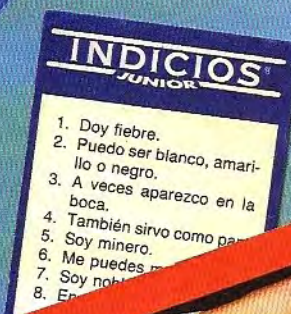 INDICIOS
JUNIOR
1. Doy fiebre.
2. Puedo ser blanco, amari-
llo o negro.
3. A veces aparezco en la
boca.
4. También sirvo como
5. Soy minero.
6. Me puedes
7. Soy
8.